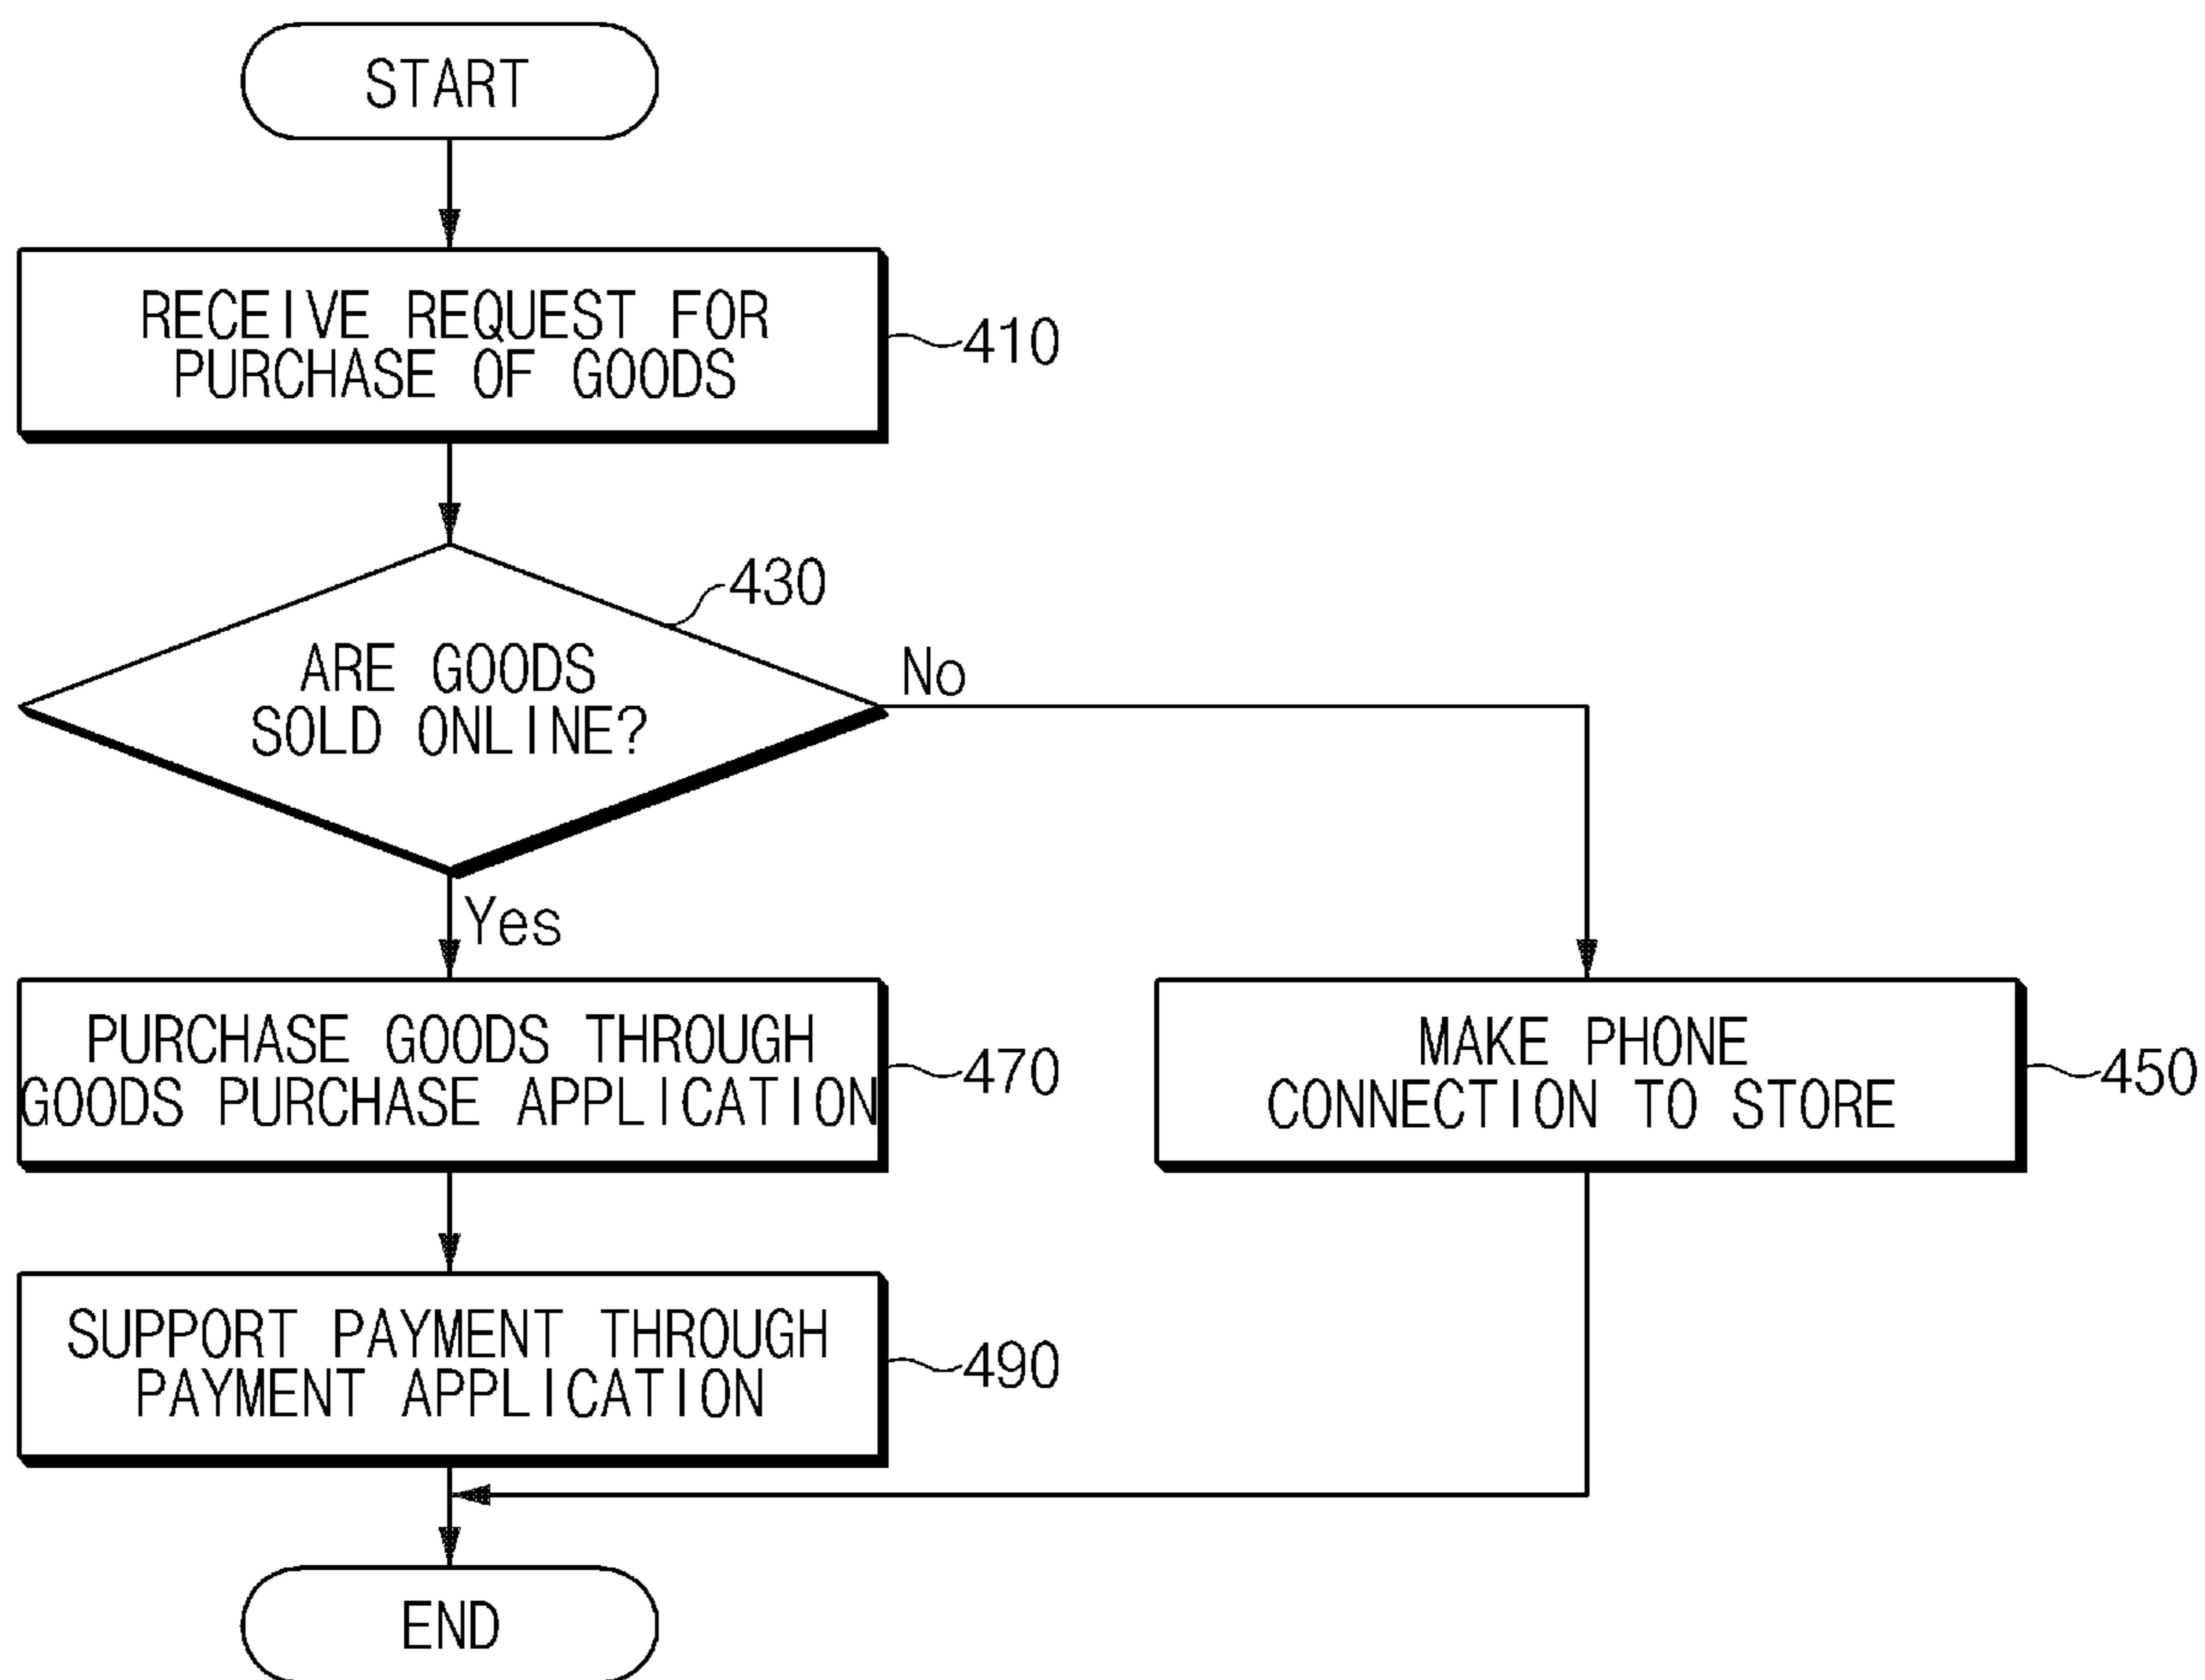 START
RECEIVE REQUEST FOR
PURCHASE OF GOODS
410
430
ARE GOODS
SOLD ONLINE?
No
Yes
PURCHASE GOODS THROUGH
GOODS PURCHASE APPLICATION
470
MAKE PHONE
CONNECTION TO STORE
450
SUPPORT PAYMENT THROUGH
PAYMENT APPLICATION
490
END